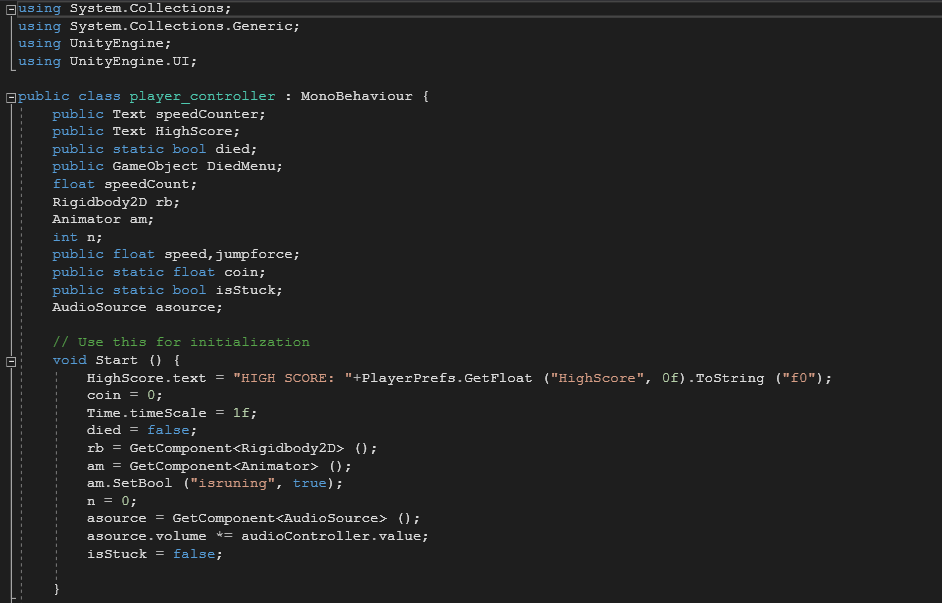 using System.Collections;
using System.Collections.Generic;
using UnityEngine;
using UnityEngine.UI;

public class player_controller : MonoBehaviour {
    public Text speedCounter;
    public Text HighScore;
    public static bool died;
    public GameObject DiedMenu;
    float speedCount;
    Rigidbody2D rb;
    Animator am;
    int n;
    public float speed,jumpforce;
    public static float coin;
    public static bool isStuck;
    AudioSource asource;

    // Use this for initialization
    void Start () {
        HighScore.text = "HIGH SCORE: "+PlayerPrefs.GetFloat ("HighScore", 0f).ToString ("f0");
        coin = 0;
        Time.timeScale = 1f;
        died = false;
        rb = GetComponent<Rigidbody2D> ();
        am = GetComponent<Animator> ();
        am.SetBool ("isruning", true);
        n = 0;
        asource = GetComponent<AudioSource> ();
        asource.volume *= audioController.value;
        isStuck = false;

    }